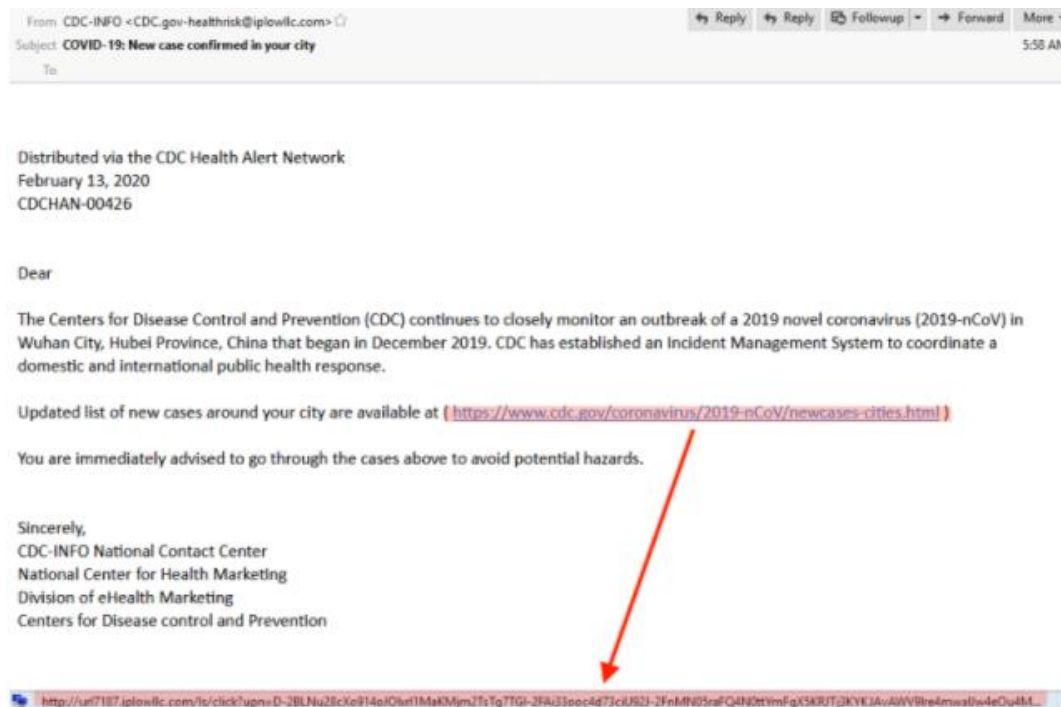 From CDC-INFO <CDC.gov-healthrisk@iplowllc.com>
Reply Reply Followup Forward More
Subject COVID-19: New case confirmed in your city
5:58 AM
To
Distributed via the CDC Health Alert Network
February 13, 2020
CDCHAN-00426
Dear
The Centers for Disease Control and Prevention (CDC) continues to closely monitor an outbreak of a 2019 novel coronavirus (2019-nCoV) in
Wuhan City, Hubei Province, China that began in December 2019. CDC has established an Incident Management System to coordinate a
domestic and international public health response.
Updated list of new cases around your city are available at ( https://www.cdc.gov/coronavirus/2019-nCoV/newcases-cities.html )
You are immediately advised to go through the cases above to avoid potential hazards.
Sincerely,
CDC-INFO National Contact Center
National Center for Health Marketing
Division of eHealth Marketing
Centers for Disease control and Prevention